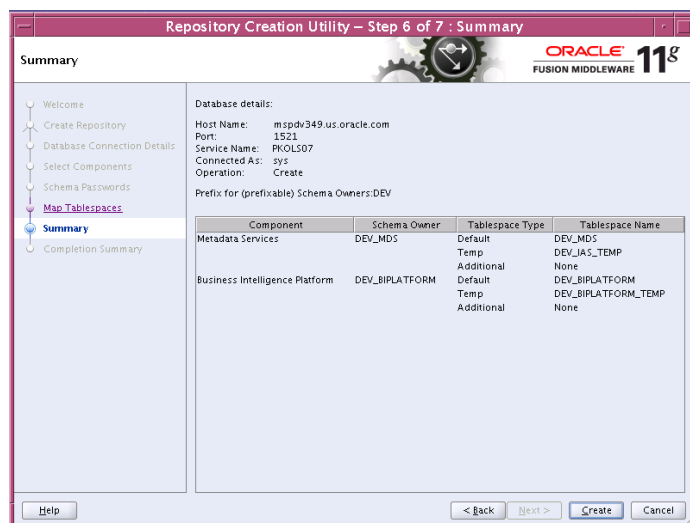 Repository Creation Utility – Step 6 of 7 : Summary
Summary
ORACLE
FUSION MIDDLEWARE 11g
Welcome
Create Repository
Database Connection Details
Select Components
Schema Passwords
Map Tablespaces
Summary
Completion Summary
Database details:
Host Name: mspdv349.us.oracle.com
Port: 1521
Service Name: PKOLS07
Connected As: sys
Operation: Create
Prefix for (prefixable) Schema Owners:DEV
Component Schema Owner Tablespace Type Tablespace Name
Metadata Services DEV_MDS Default DEV_MDS
Temp DEV_IAS_TEMP
Additional None
Business Intelligence Platform DEV_BIPLATFORM Default DEV_BIPLATFORM
Temp DEV_BIPLATFORM_TEMP
Additional None
Help < Back Next > Create Cancel